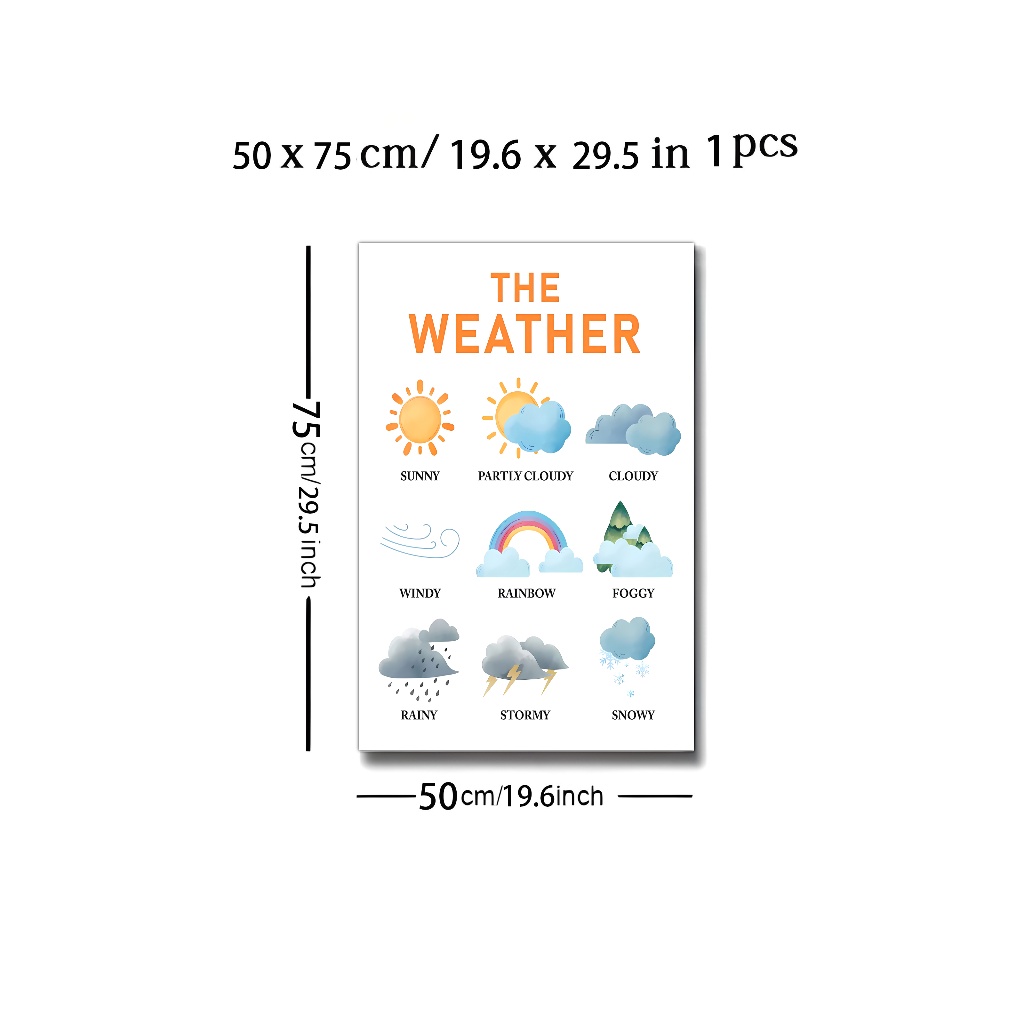 50 x 75 cm/ 19.6 x 29.5 in 1 pcs
THE
WEATHER
SUNNY PARTLY CLOUDY CLOUDY
WINDY RAINBOW FOGGY
RAINY STORMY SNOWY
75cm/29.5inch
50cm/19.6inch